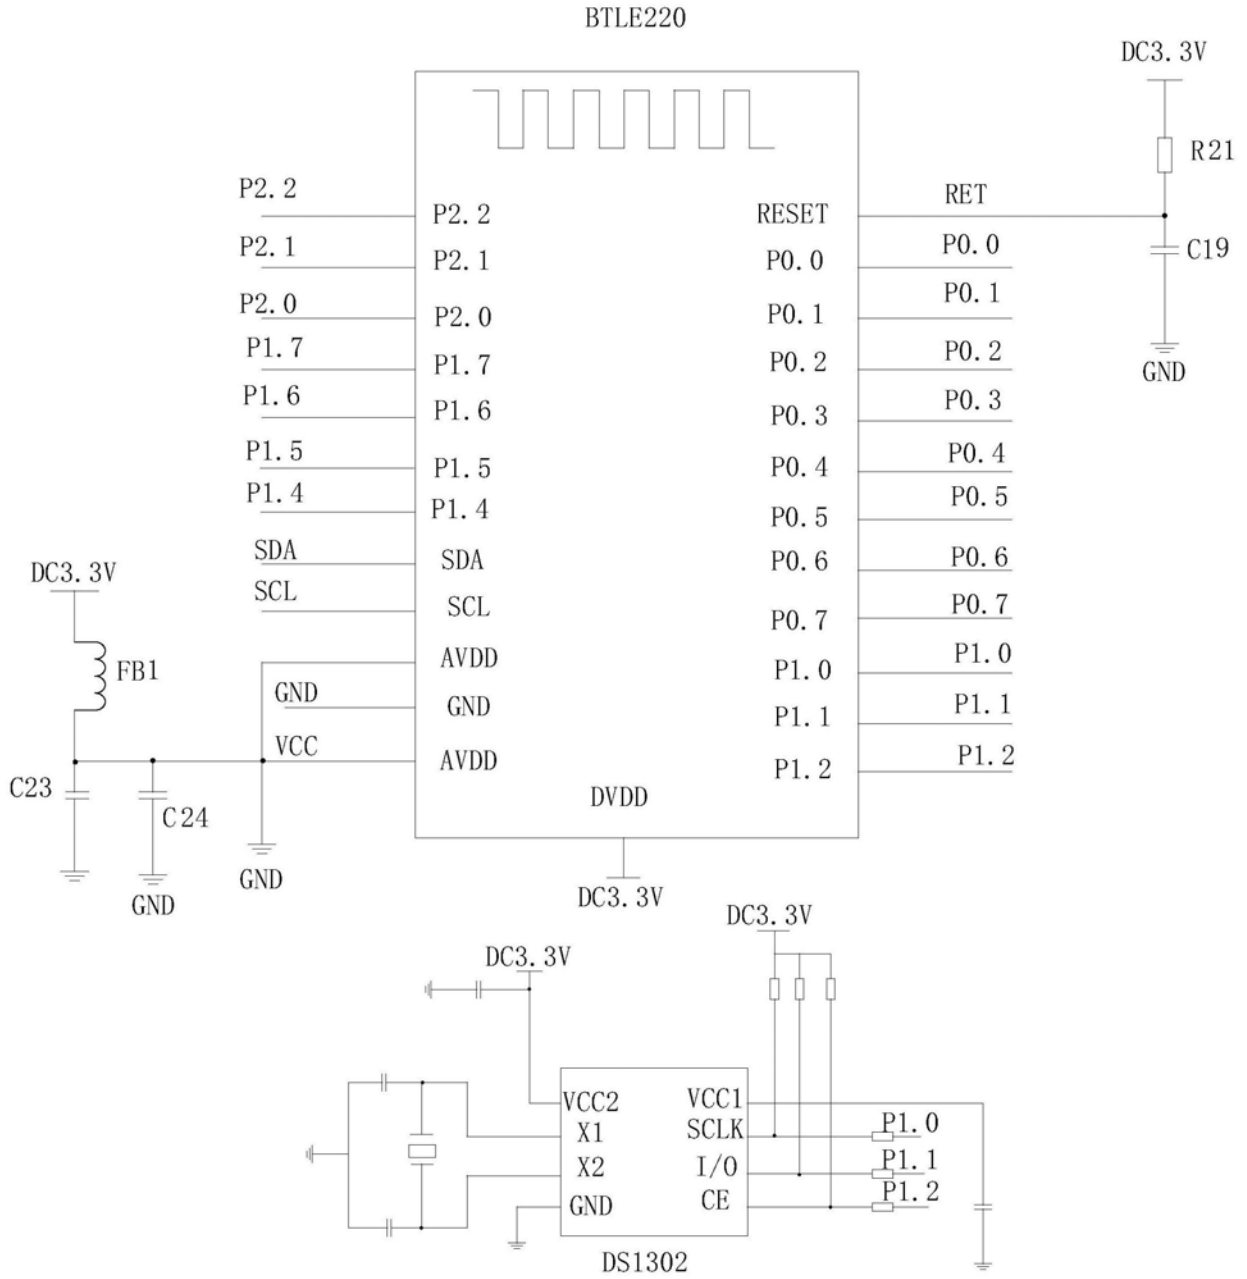 BTLE220
DC3.3V
R21
RET
C19
GND
P2.2
P2.1
P2.0
P1.7
P1.6
P1.5
P1.4
SDA
SCL
GND
VCC
P2.2
P2.1
P2.0
P1.7
P1.6
P1.5
P1.4
SDA
SCL
AVDD
GND
AVDD
DVDD
RESET
P0.0
P0.1
P0.2
P0.3
P0.4
P0.5
P0.6
P0.7
P1.0
P1.1
P1.2
P0.0
P0.1
P0.2
P0.3
P0.4
P0.5
P0.6
P0.7
P1.0
P1.1
P1.2
DC3.3V
FB1
C23
C24
GND
GND
DC3.3V
DC3.3V
DC3.3V
VCC2
X1
X2
GND
VCC1
SCLK
I/O
CE
P1.0
P1.1
P1.2
DS1302